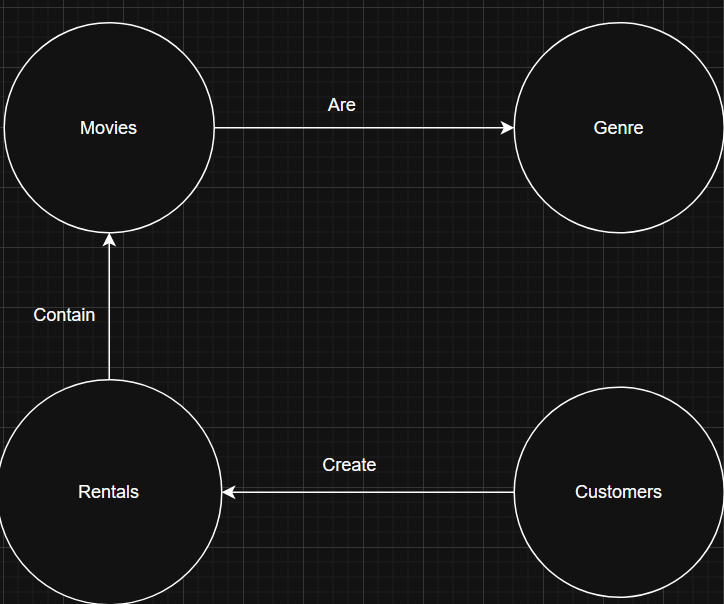 Movies
Are
Genre
Contain
Create
Rentals
Customers